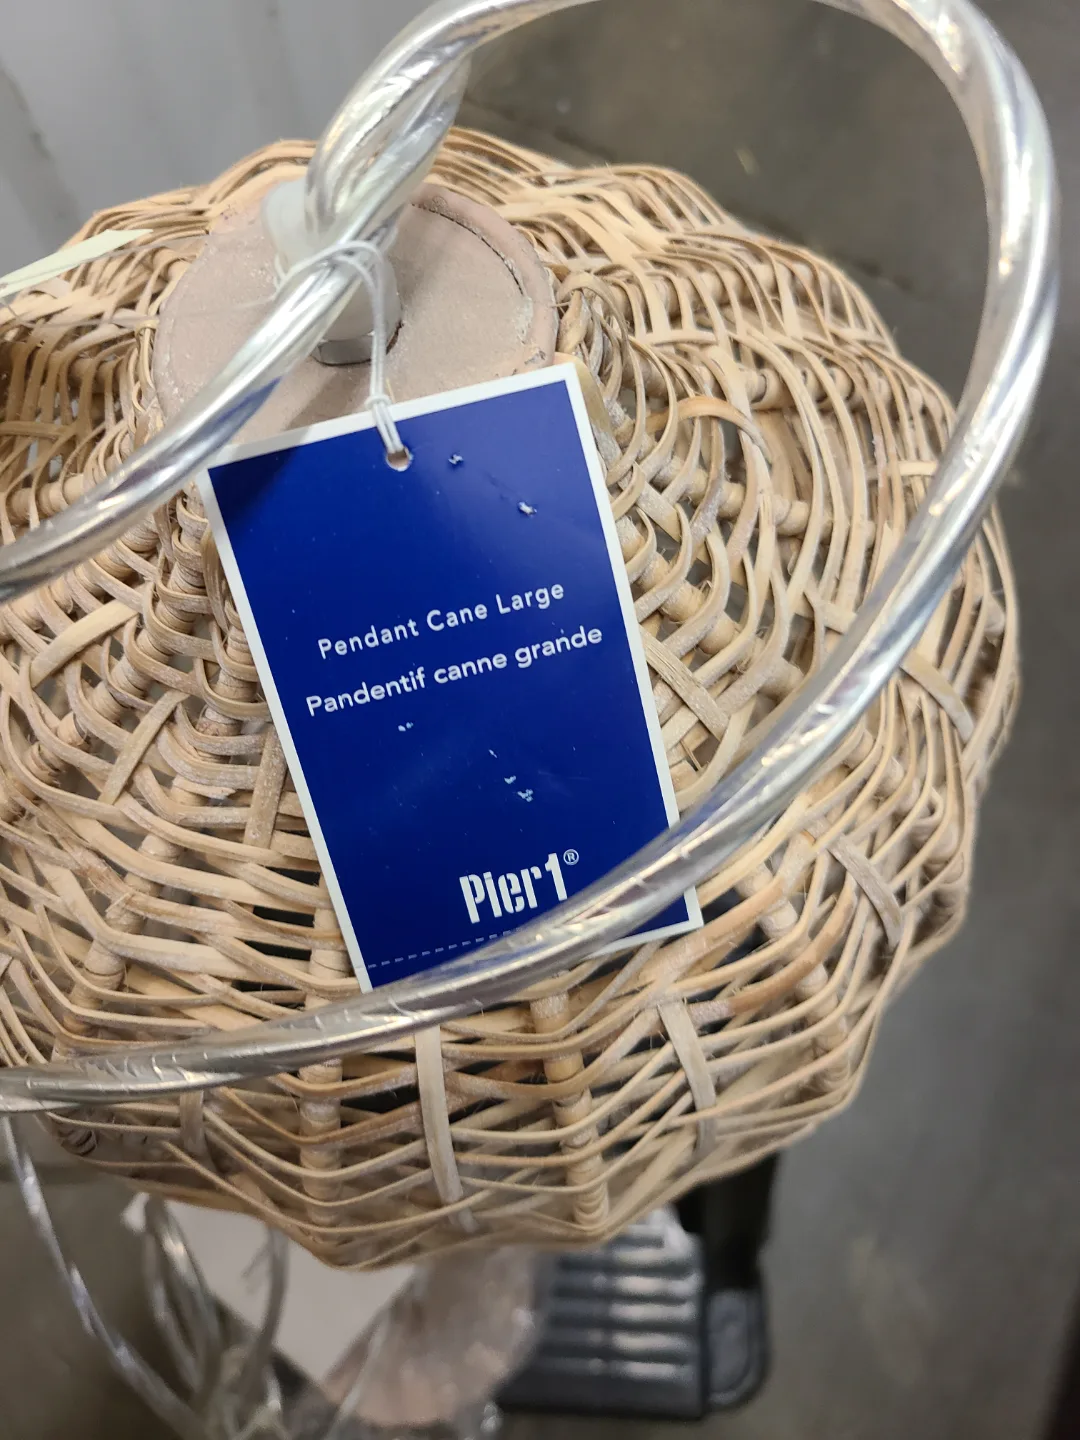 Pendant Cane Large
Pandentif canne grande
Pier1®